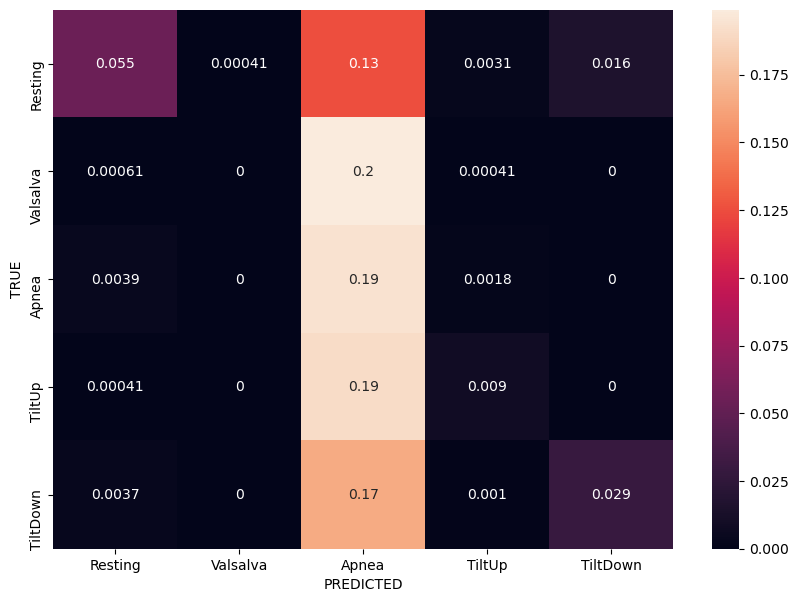 0.055 0.00041 0.13 0.0031 0.016
0.00061 0 0.2 0.00041 0
0.0039 0 0.19 0.0018 0
0.00041 0 0.19 0.009 0
0.0037 0 0.17 0.001 0.029
Resting
Valsalva
Apnea
TiltUp
TiltDown
TRUE
Resting Valsalva Apnea TiltUp TiltDown
PREDICTED
0.175
0.150
0.125
0.100
0.075
0.050
0.025
0.000